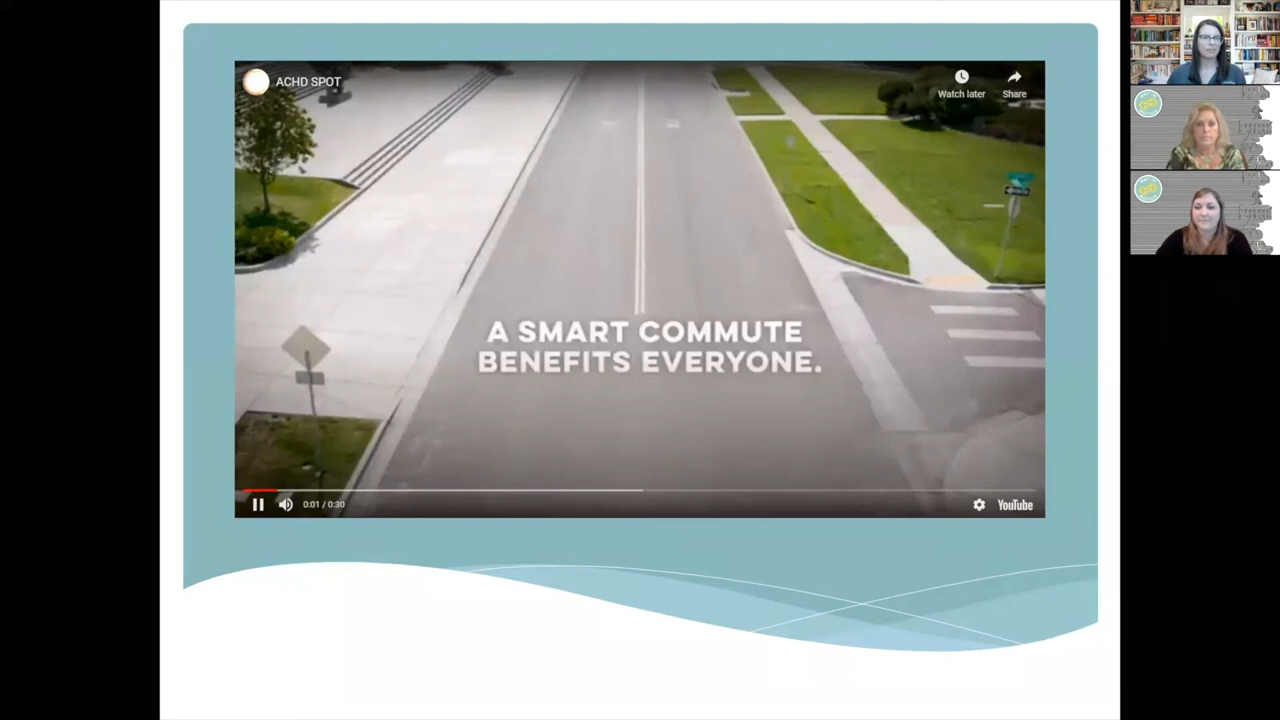 ACHD SPOT
Watch later
Share
A SMART COMMUTE
BENEFITS EVERYONE.
0:01 / 0:30
YouTube